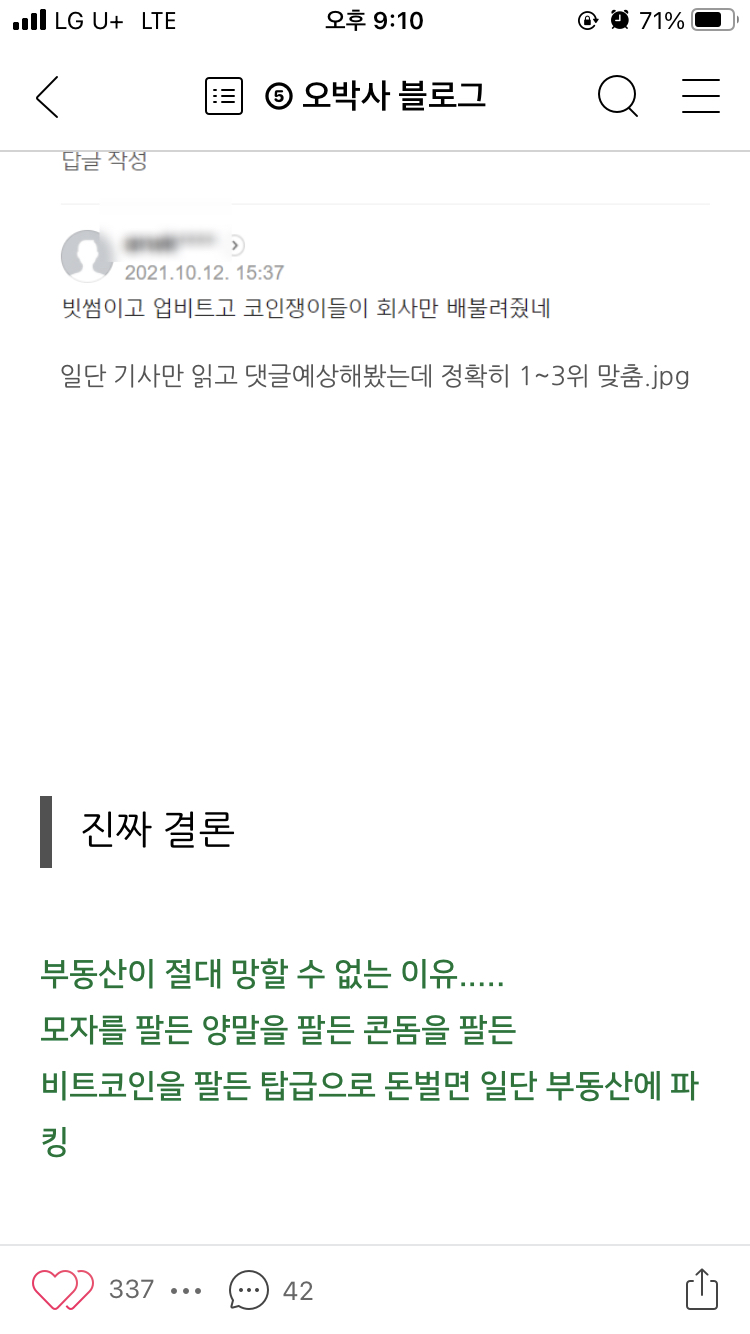 LG U+ LTE 오후 9:10 71%
⑤ 오박사 블로그
답글 작성
2021.10.12. 15:37
빗썸이고 업비트고 코인쟁이들이 회사만 배불려줬네
일단 기사만 읽고 댓글예상해봤는데 정확히 1~3위 맞춤.jpg
진짜 결론
부동산이 절대 망할 수 없는 이유.....
모자를 팔든 양말을 팔든 콘돔을 팔든
비트코인을 팔든 탑급으로 돈벌면 일단 부동산에 파
킹
337 42